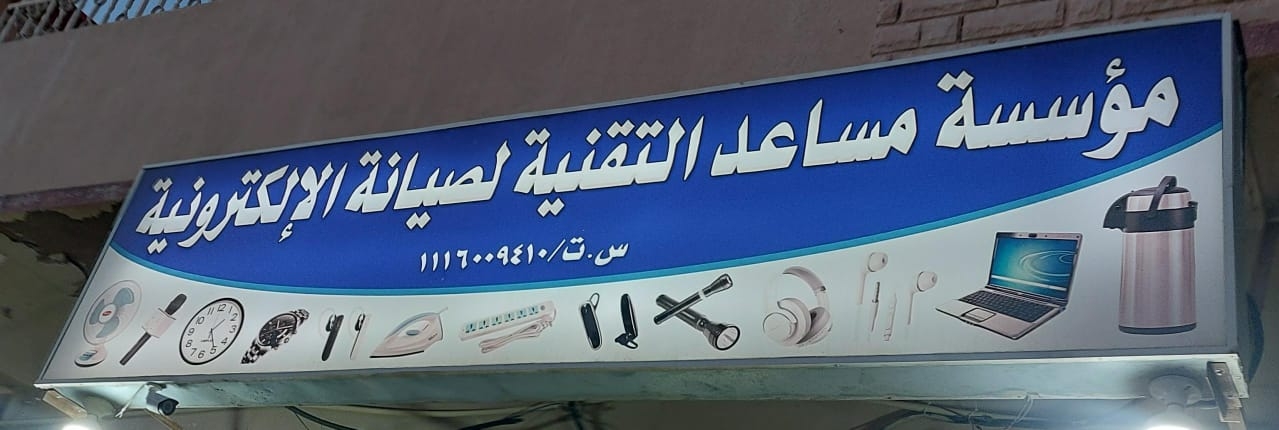 مؤسسة مساعد التقنية لصيانة الإلكترونية
س.ت/١١١٦٠٠٩٤١٠